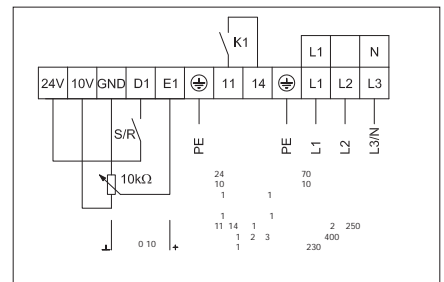 K1
L1 N
24V 10V GND D1 E1 11 14 L1 L2 L3
S/R
PE PE L1 L2 L3/N
10kΩ
24 70
10 10
1 1
1 1
11 14 1 2 250
1 2 3 400
1 230
0 10 +